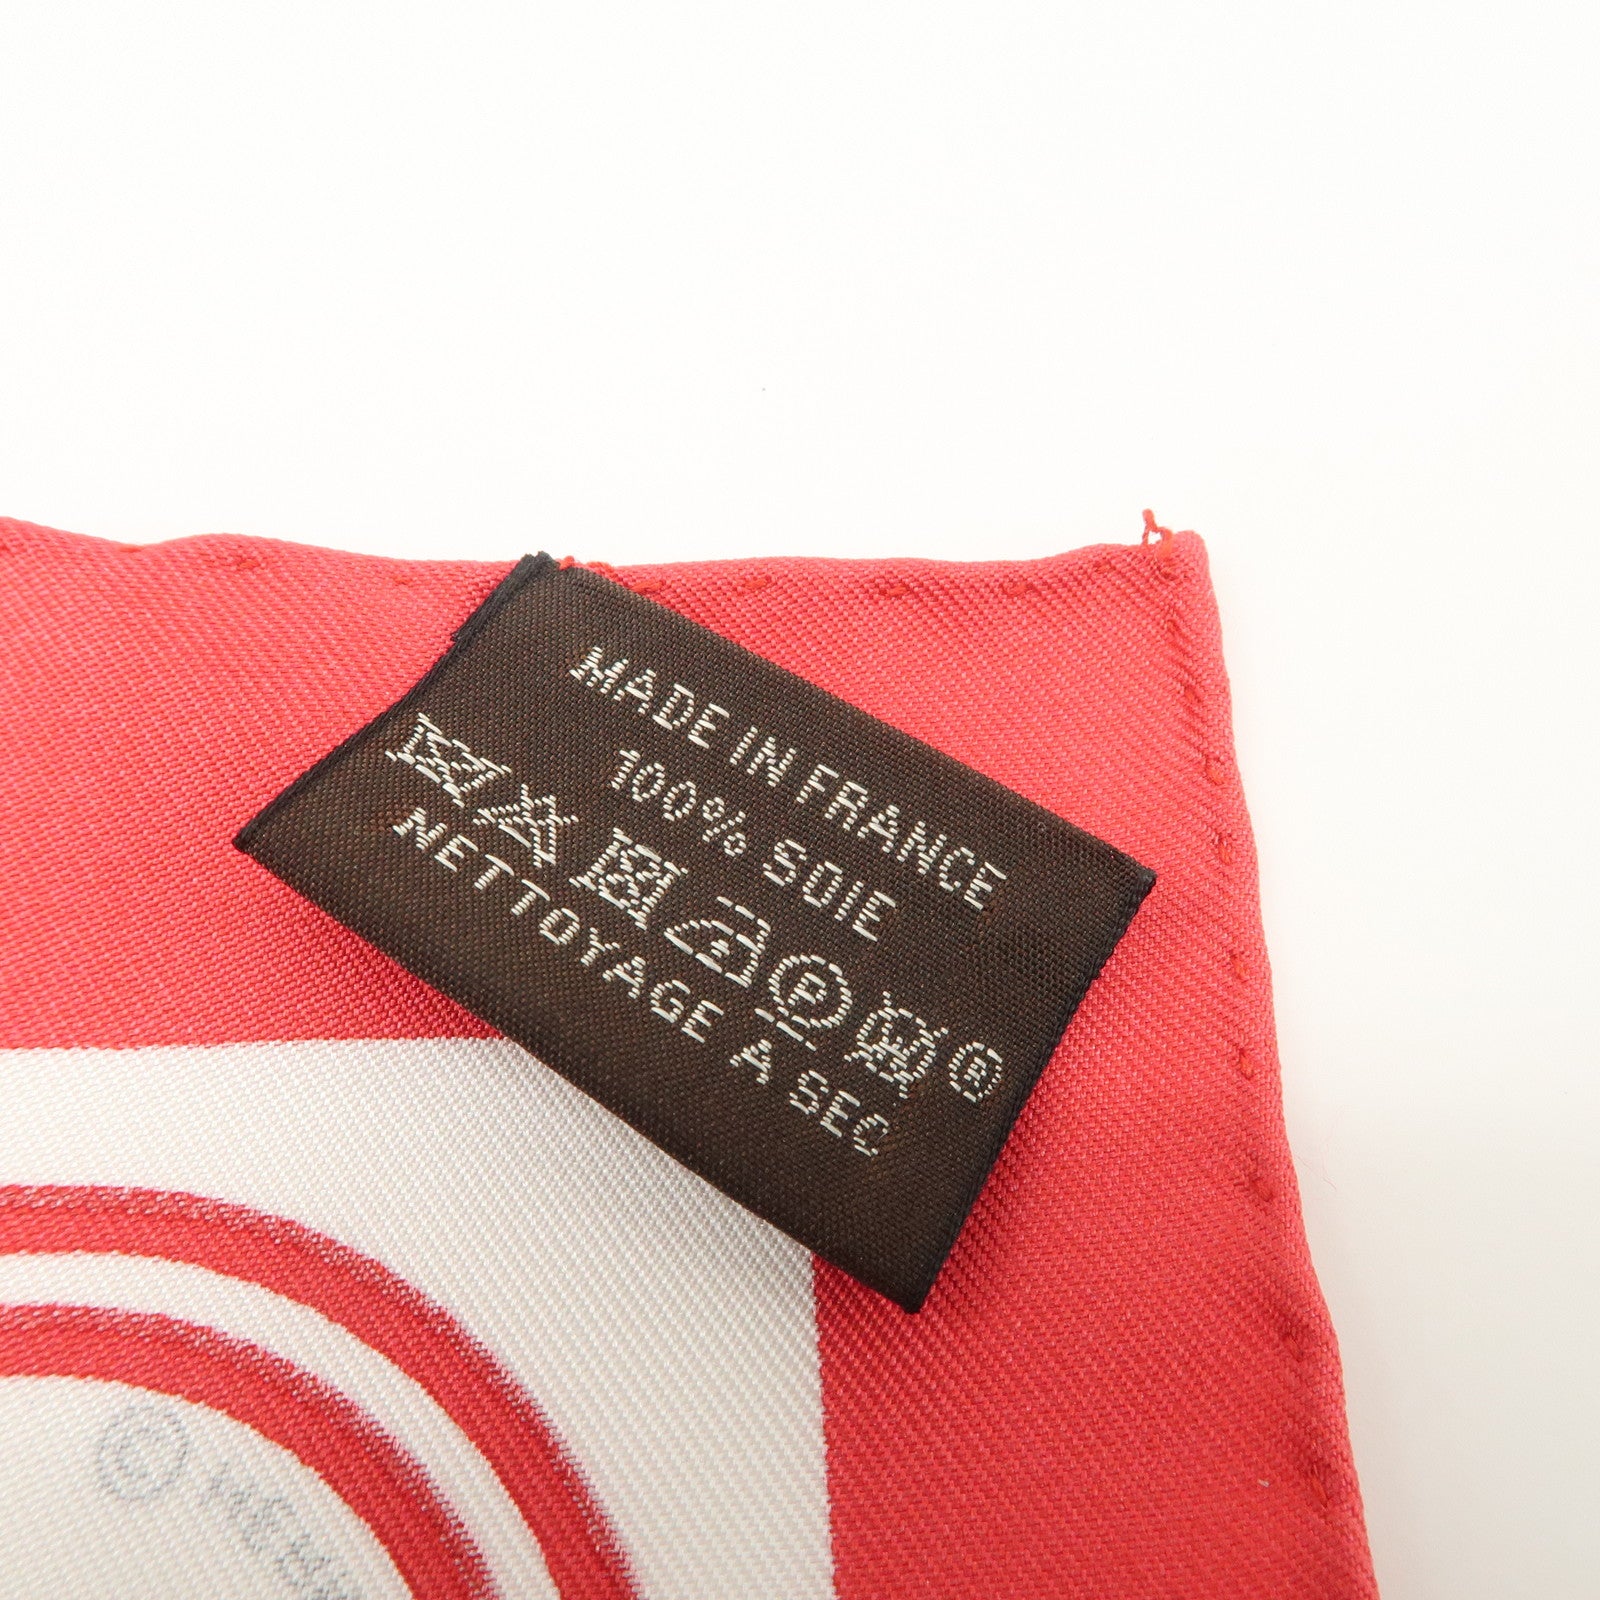 MADE IN FRANCE
100% SOIE
P ®
NETTOYAGE A SEC
©